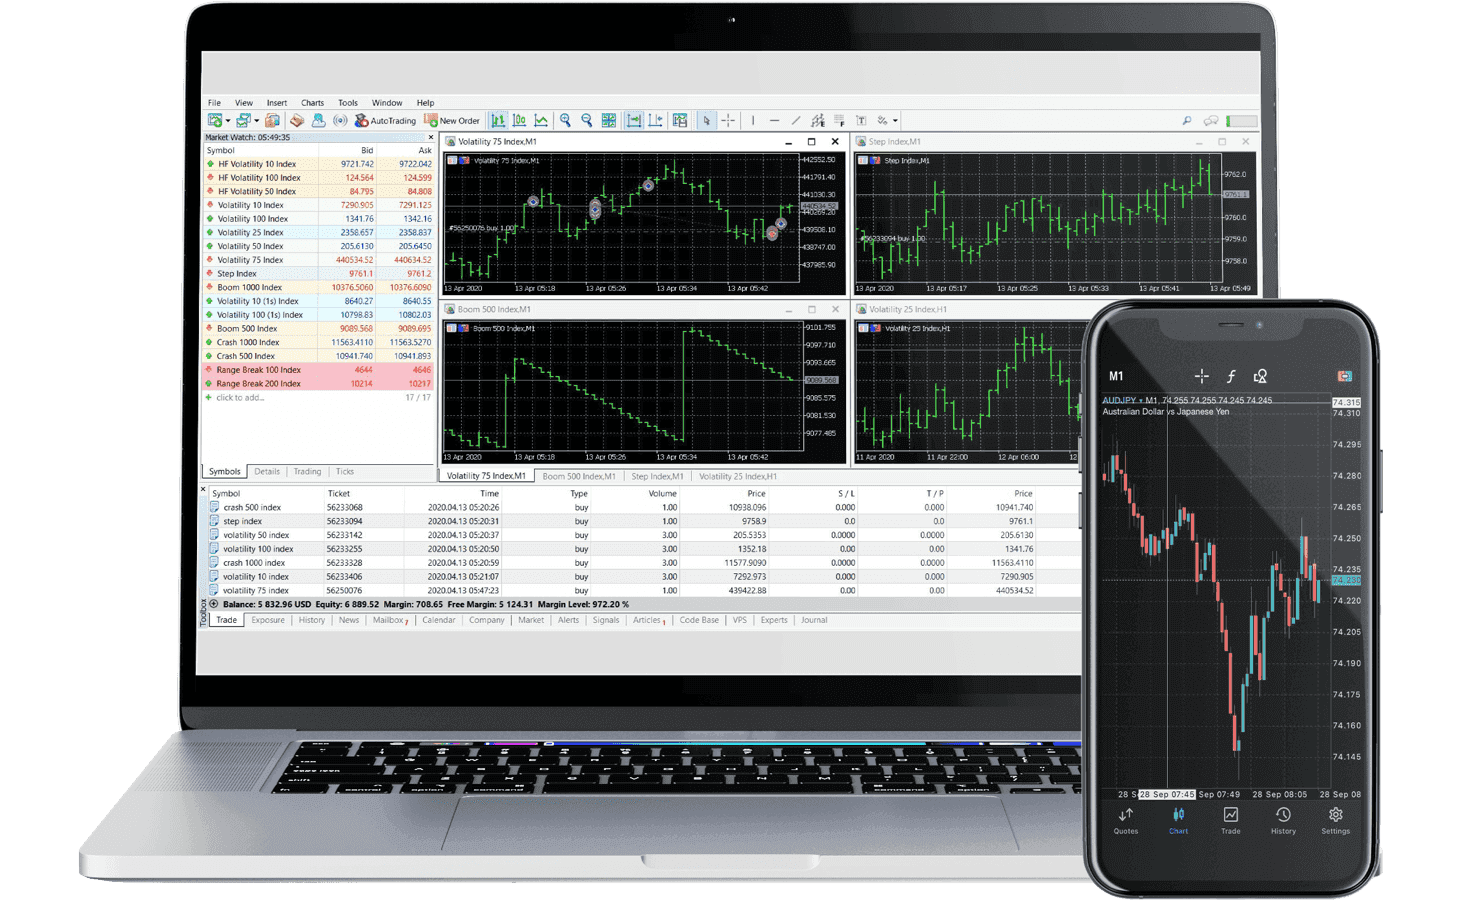 File View Insert Charts Tools Window Help
AutoTrading New Order
Market Watch: 05:49:35
Symbol Bid Ask
HF Volatility 10 Index 9721.742 9722.042
HF Volatility 100 Index 124.564 124.599
HF Volatility 50 Index 84.795 84.808
Volatility 10 Index 7290.905 7291.125
Volatility 100 Index 1341.76 1342.16
Volatility 25 Index 2358.657 2358.837
Volatility 50 Index 205.6130 205.6450
Volatility 75 Index 440534.52 440634.52
Step Index 9761.1 9761.2
Boom 1000 Index 10376.5060 10376.6090
Volatility 10 (1s) Index 8640.27 8640.55
Volatility 100 (1s) Index 10798.83 10802.03
Boom 500 Index 9089.568 9089.695
Crash 1000 Index 11563.4110 11563.5270
Crash 500 Index 10941.740 10941.893
Range Break 100 Index 4644 4646
Range Break 200 Index 10214 10217
click to add... 17 / 17
Symbols Details Trading Ticks
Volatility 75 Index,M1
Volatility 75 Index,M1
442552.50
441791.40
441030.30
440534.52
440269.20
439508.10
438747.00
437985.90
#56250076 buy 1.00
13 Apr 2020 13 Apr 05:18 13 Apr 05:26 13 Apr 05:34 13 Apr 05:42
Step Index,M1
Step Index,M1
9762.0
9761.1
9760.0
9759.0
9758.0
#56233094 buy 1.00
13 Apr 2020 13 Apr 05:17 13 Apr 05:25 13 Apr 05:33 13 Apr 05:41 13 Apr 05:49
Boom 500 Index,M1
Boom 500 Index,M1
9101.755
9097.710
9093.665
9089.568
9085.575
9081.530
9077.485
13 Apr 2020 13 Apr 05:18 13 Apr 05:26 13 Apr 05:34 13 Apr 05:42
Volatility 25 Index,H1
Volatility 25 Index,H1
11 Apr 2020 11 Apr 22:00 12 Apr 06:00 12
Volatility 75 Index,M1 Boom 500 Index,M1 Step Index,M1 Volatility 25 Index,H1
Symbol Ticket Time Type Volume Price S / L T / P Price
crash 500 index 56233068 2020.04.13 05:20:26 buy 1.00 10938.096 0.000 0.000 10941.740
step index 56233094 2020.04.13 05:20:31 buy 1.00 9758.9 0.0 0.0 9761.1
volatility 50 index 56233142 2020.04.13 05:20:37 buy 3.00 205.5353 0.0000 0.0000 205.6130
volatility 100 index 56233255 2020.04.13 05:20:50 buy 3.00 1352.18 0.00 0.00 1341.76
crash 1000 index 56233328 2020.04.13 05:20:59 buy 3.00 11577.9090 0.0000 0.0000 11563.4110
volatility 10 index 56233406 2020.04.13 05:21:07 buy 3.00 7292.973 0.000 0.000 7290.905
volatility 75 index 56250076 2020.04.13 05:47:23 buy 1.00 439422.88 0.00 0.00 440534.52
Balance: 5 832.96 USD Equity: 6 889.52 Margin: 708.65 Free Margin: 5 124.31 Margin Level: 972.20 %
Toolbox
Trade Exposure History News Mailbox 7 Calendar Company Market Alerts Signals Articles 1 Code Base VPS Experts Journal
fn control option command command option
M1
AUDJPY M1, 74.255 74.255 74.245 74.245
Australian Dollar vs Japanese Yen
74.315
74.310
74.295
74.280
74.265
74.250
74.235
74.230
74.220
74.205
74.190
74.175
74.160
74.145
28 S 28 Sep 07:45 Sep 07:49 28 Sep 08:05 28 Sep 08
Quotes Chart Trade History Settings